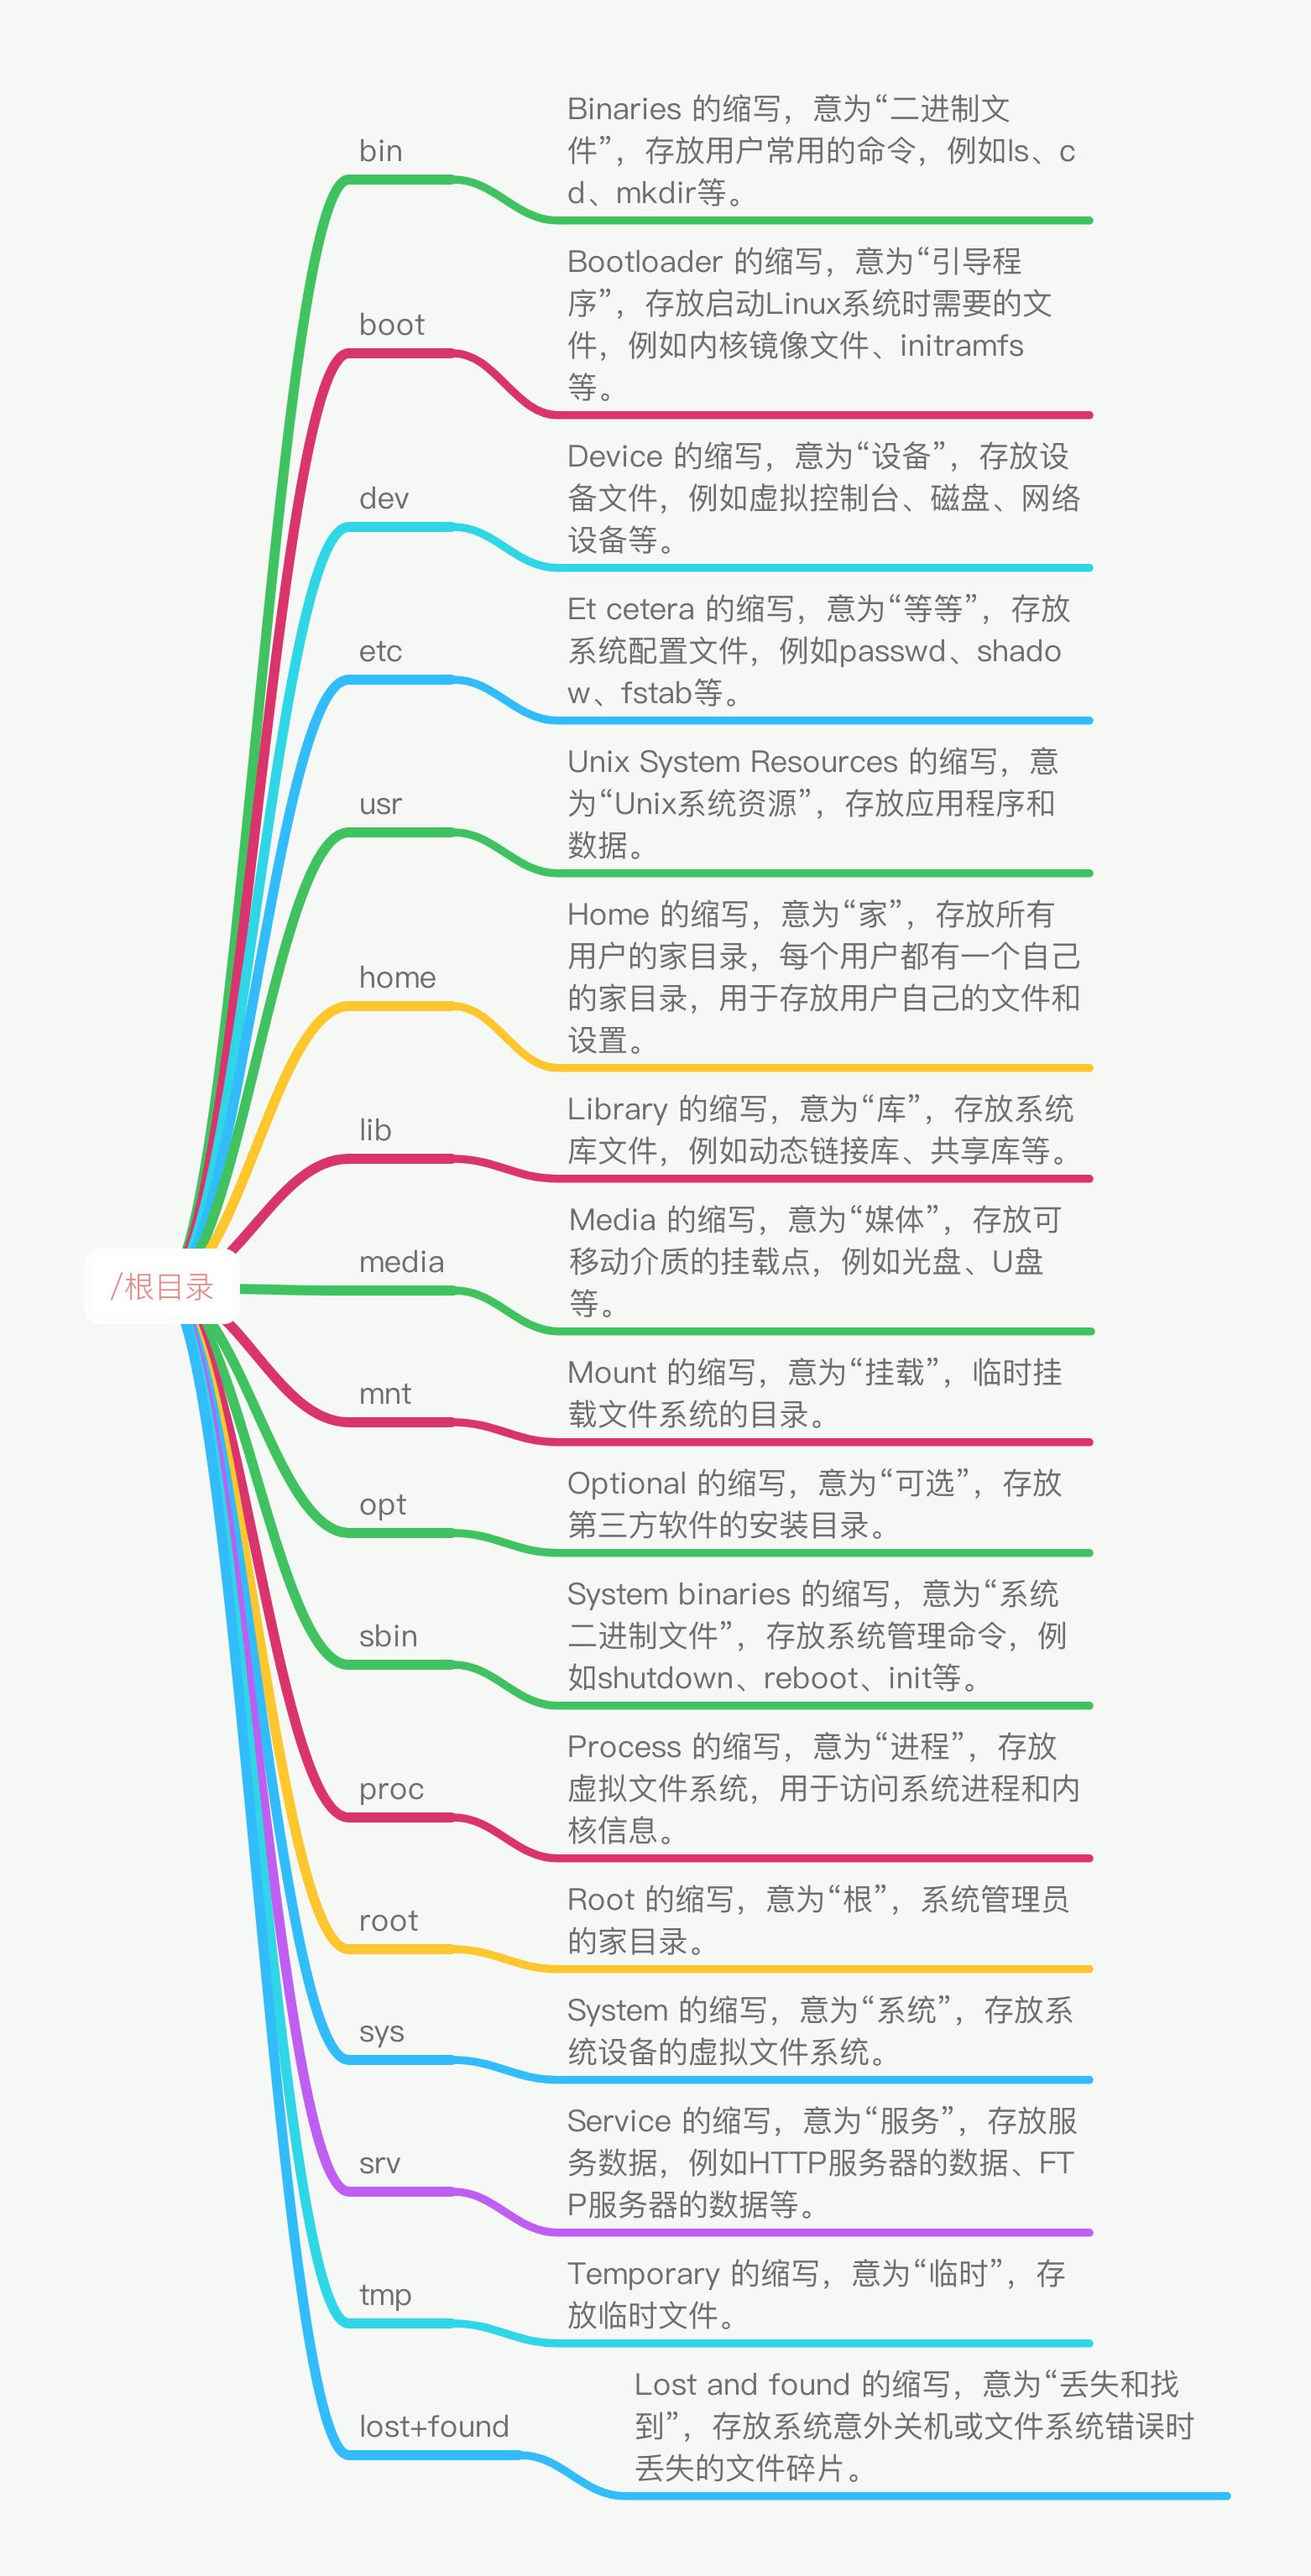 bin
Binaries 的缩写，意为“二进制文
件”，存放用户常用的命令，例如ls、c
d、mkdir等。
boot
Bootloader 的缩写，意为“引导程
序”，存放启动Linux系统时需要的文
件，例如内核镜像文件、initramfs
等。
dev
Device 的缩写，意为“设备”，存放设
备文件，例如虚拟控制台、磁盘、网络
设备等。
etc
Et cetera 的缩写，意为“等等”，存放
系统配置文件，例如passwd、shado
w、fstab等。
usr
Unix System Resources 的缩写，意
为“Unix系统资源”，存放应用程序和
数据。
home
Home 的缩写，意为“家”，存放所有
用户的家目录，每个用户都有一个自己
的家目录，用于存放用户自己的文件和
设置。
lib
Library 的缩写，意为“库”，存放系统
库文件，例如动态链接库、共享库等。
/根目录
media
Media 的缩写，意为“媒体”，存放可
移动介质的挂载点，例如光盘、U盘
等。
mnt
Mount 的缩写，意为“挂载”，临时挂
载文件系统的目录。
opt
Optional 的缩写，意为“可选”，存放
第三方软件的安装目录。
sbin
System binaries 的缩写，意为“系统
二进制文件”，存放系统管理命令，例
如shutdown、reboot、init等。
proc
Process 的缩写，意为“进程”，存放
虚拟文件系统，用于访问系统进程和内
核信息。
root
Root 的缩写，意为“根”，系统管理员
的家目录。
sys
System 的缩写，意为“系统”，存放系
统设备的虚拟文件系统。
srv
Service 的缩写，意为“服务”，存放服
务数据，例如HTTP服务器的数据、FT
P服务器的数据等。
tmp
Temporary 的缩写，意为“临时”，存
放临时文件。
lost+found
Lost and found 的缩写，意为“丢失和找
到”，存放系统意外关机或文件系统错误时
丢失的文件碎片。